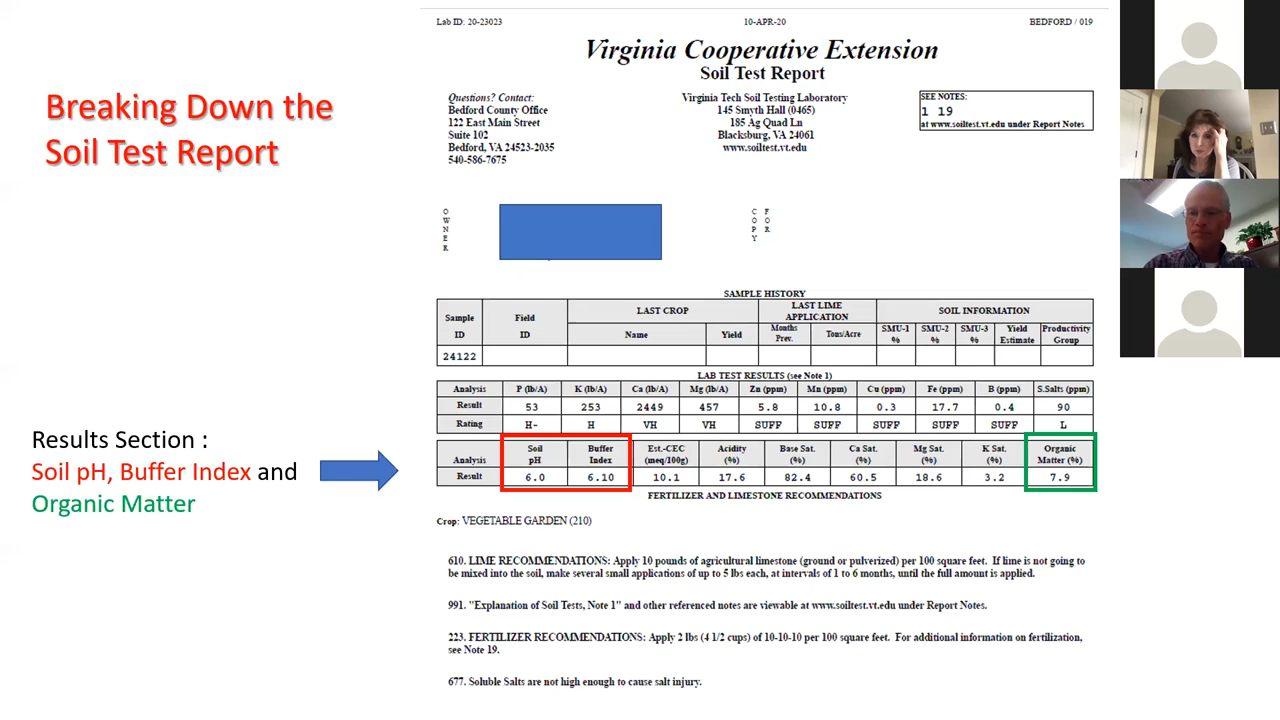 Breaking Down the
Soil Test Report
Results Section :
Soil pH, Buffer Index and
Organic Matter
Lab ID: 20-23023 10-APR-20 BEDFORD / 019
Virginia Cooperative Extension
Soil Test Report
Questions? Contact:
Bedford County Office
122 East Main Street
Suite 102
Bedford, VA 24523-2035
540-586-7675
Virginia Tech Soil Testing Laboratory
145 Smyth Hall (0465)
185 Ag Quad Ln
Blacksburg, VA 24061
www.soiltest.vt.edu
SEE NOTES:
1 19
at www.soiltest.vt.edu under Report Notes
OWNER
COPY FOR
SAMPLE HISTORY
Sample ID Field ID LAST CROP LAST LIME APPLICATION SOIL INFORMATION
Name Yield Months Prev. Tons/Acre SMU-1 % SMU-2 % SMU-3 % Yield Estimate Productivity Group
24122
LAB TEST RESULTS (see Note 1)
Analysis P (lb/A) K (lb/A) Ca (lb/A) Mg (lb/A) Zn (ppm) Mn (ppm) Cu (ppm) Fe (ppm) B (ppm) S.Salts (ppm)
Result 53 253 2449 457 5.8 10.8 0.3 17.7 0.4 90
Rating H- H VH VH SUFF SUFF SUFF SUFF SUFF L
Analysis Soil pH Buffer Index Est.-CEC (meq/100g) Acidity (%) Base Sat. (%) Ca Sat. (%) Mg Sat. (%) K Sat. (%) Organic Matter (%)
Result 6.0 6.10 10.1 17.6 82.4 60.5 18.6 3.2 7.9
FERTILIZER AND LIMESTONE RECOMMENDATIONS
Crop: VEGETABLE GARDEN (210)
610. LIME RECOMMENDATIONS: Apply 10 pounds of agricultural limestone (ground or pulverized) per 100 square feet. If lime is not going
to be mixed into the soil, make several small applications of up to 5 lbs each, at intervals of 1 to 6 months, until the full amount is applied.
991. "Explanation of Soil Tests, Note 1" and other referenced notes are viewable at www.soiltest.vt.edu under Report Notes.
223. FERTILIZER RECOMMENDATIONS: Apply 2 lbs (4 1/2 cups) of 10-10-10 per 100 square feet. For additional information on fertilization,
see Note 19.
677. Soluble Salts are not high enough to cause salt injury.